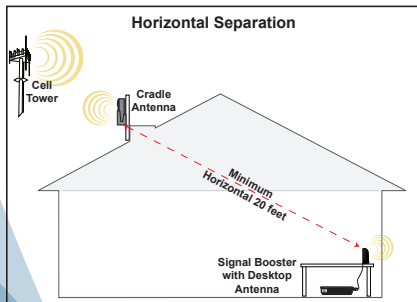 Horizontal Separation
Cell
Tower
Cradle
Antenna
Minimum
Horizontal 20 feet
Signal Booster
with Desktop
Antenna